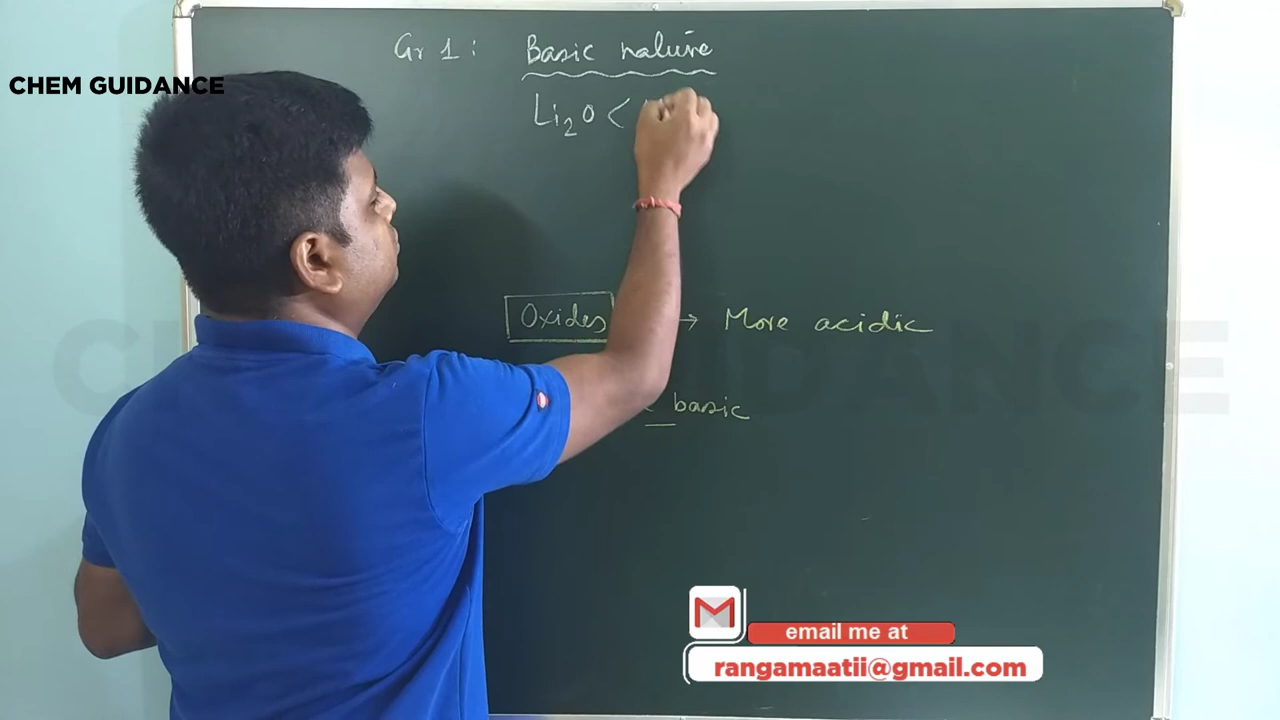 Gr 1: Basic nature
CHEM GUIDANCE
Li₂O <
Oxides → More acidic
basic
email me at
rangamaatii@gmail.com